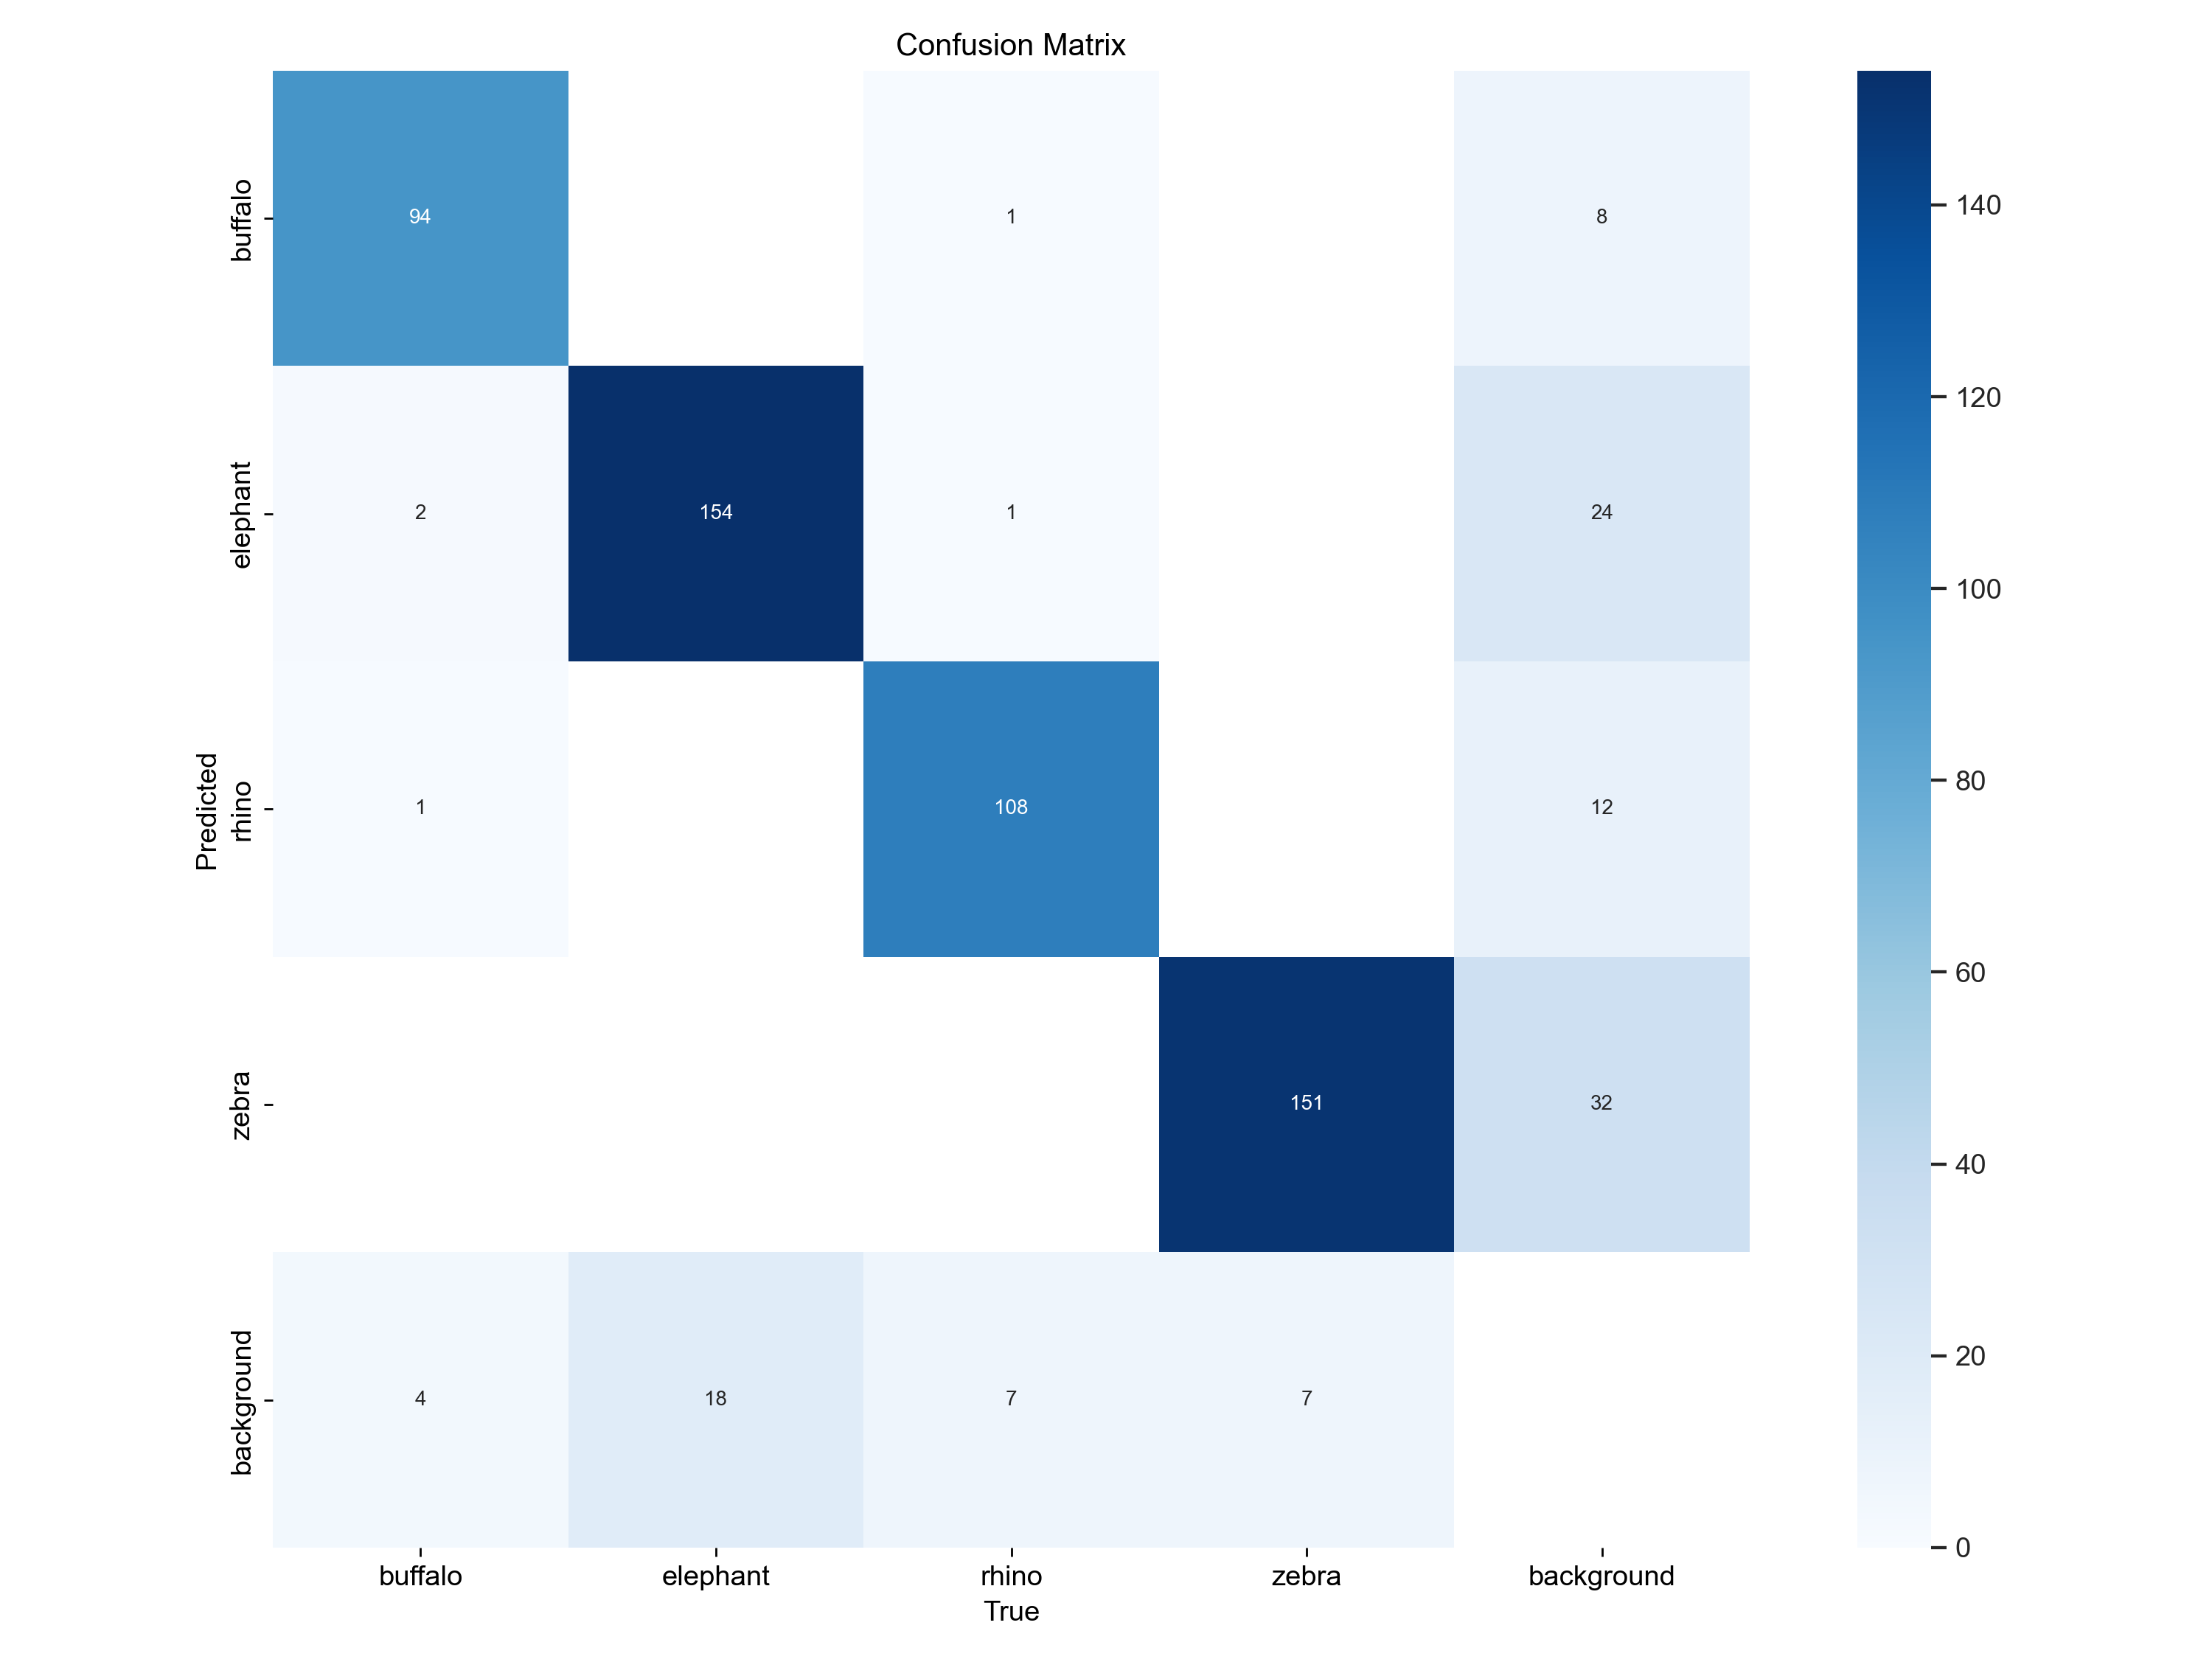 Confusion Matrix
buffalo
94
1
8
140
120
elephant
2
154
1
24
100
80
Predicted
rhino
1
108
12
60
zebra
151
32
40
20
background
4
18
7
7
0
buffalo
elephant
rhino
zebra
background
True